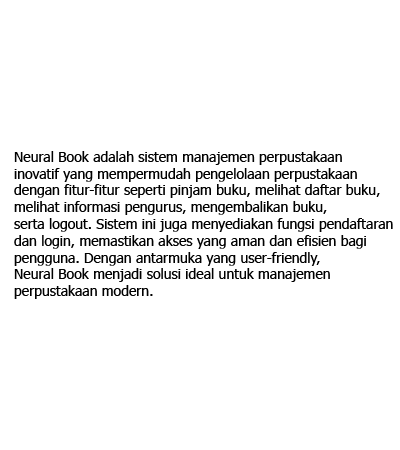 Neural Book adalah sistem manajemen perpustakaan
inovatif yang mempermudah pengelolaan perpustakaan
dengan fitur-fitur seperti pinjam buku, melihat daftar buku,
melihat informasi pengurus, mengembalikan buku,
serta logout. Sistem ini juga menyediakan fungsi pendaftaran
dan login, memastikan akses yang aman dan efisien bagi
pengguna. Dengan antarmuka yang user-friendly,
Neural Book menjadi solusi ideal untuk manajemen
perpustakaan modern.